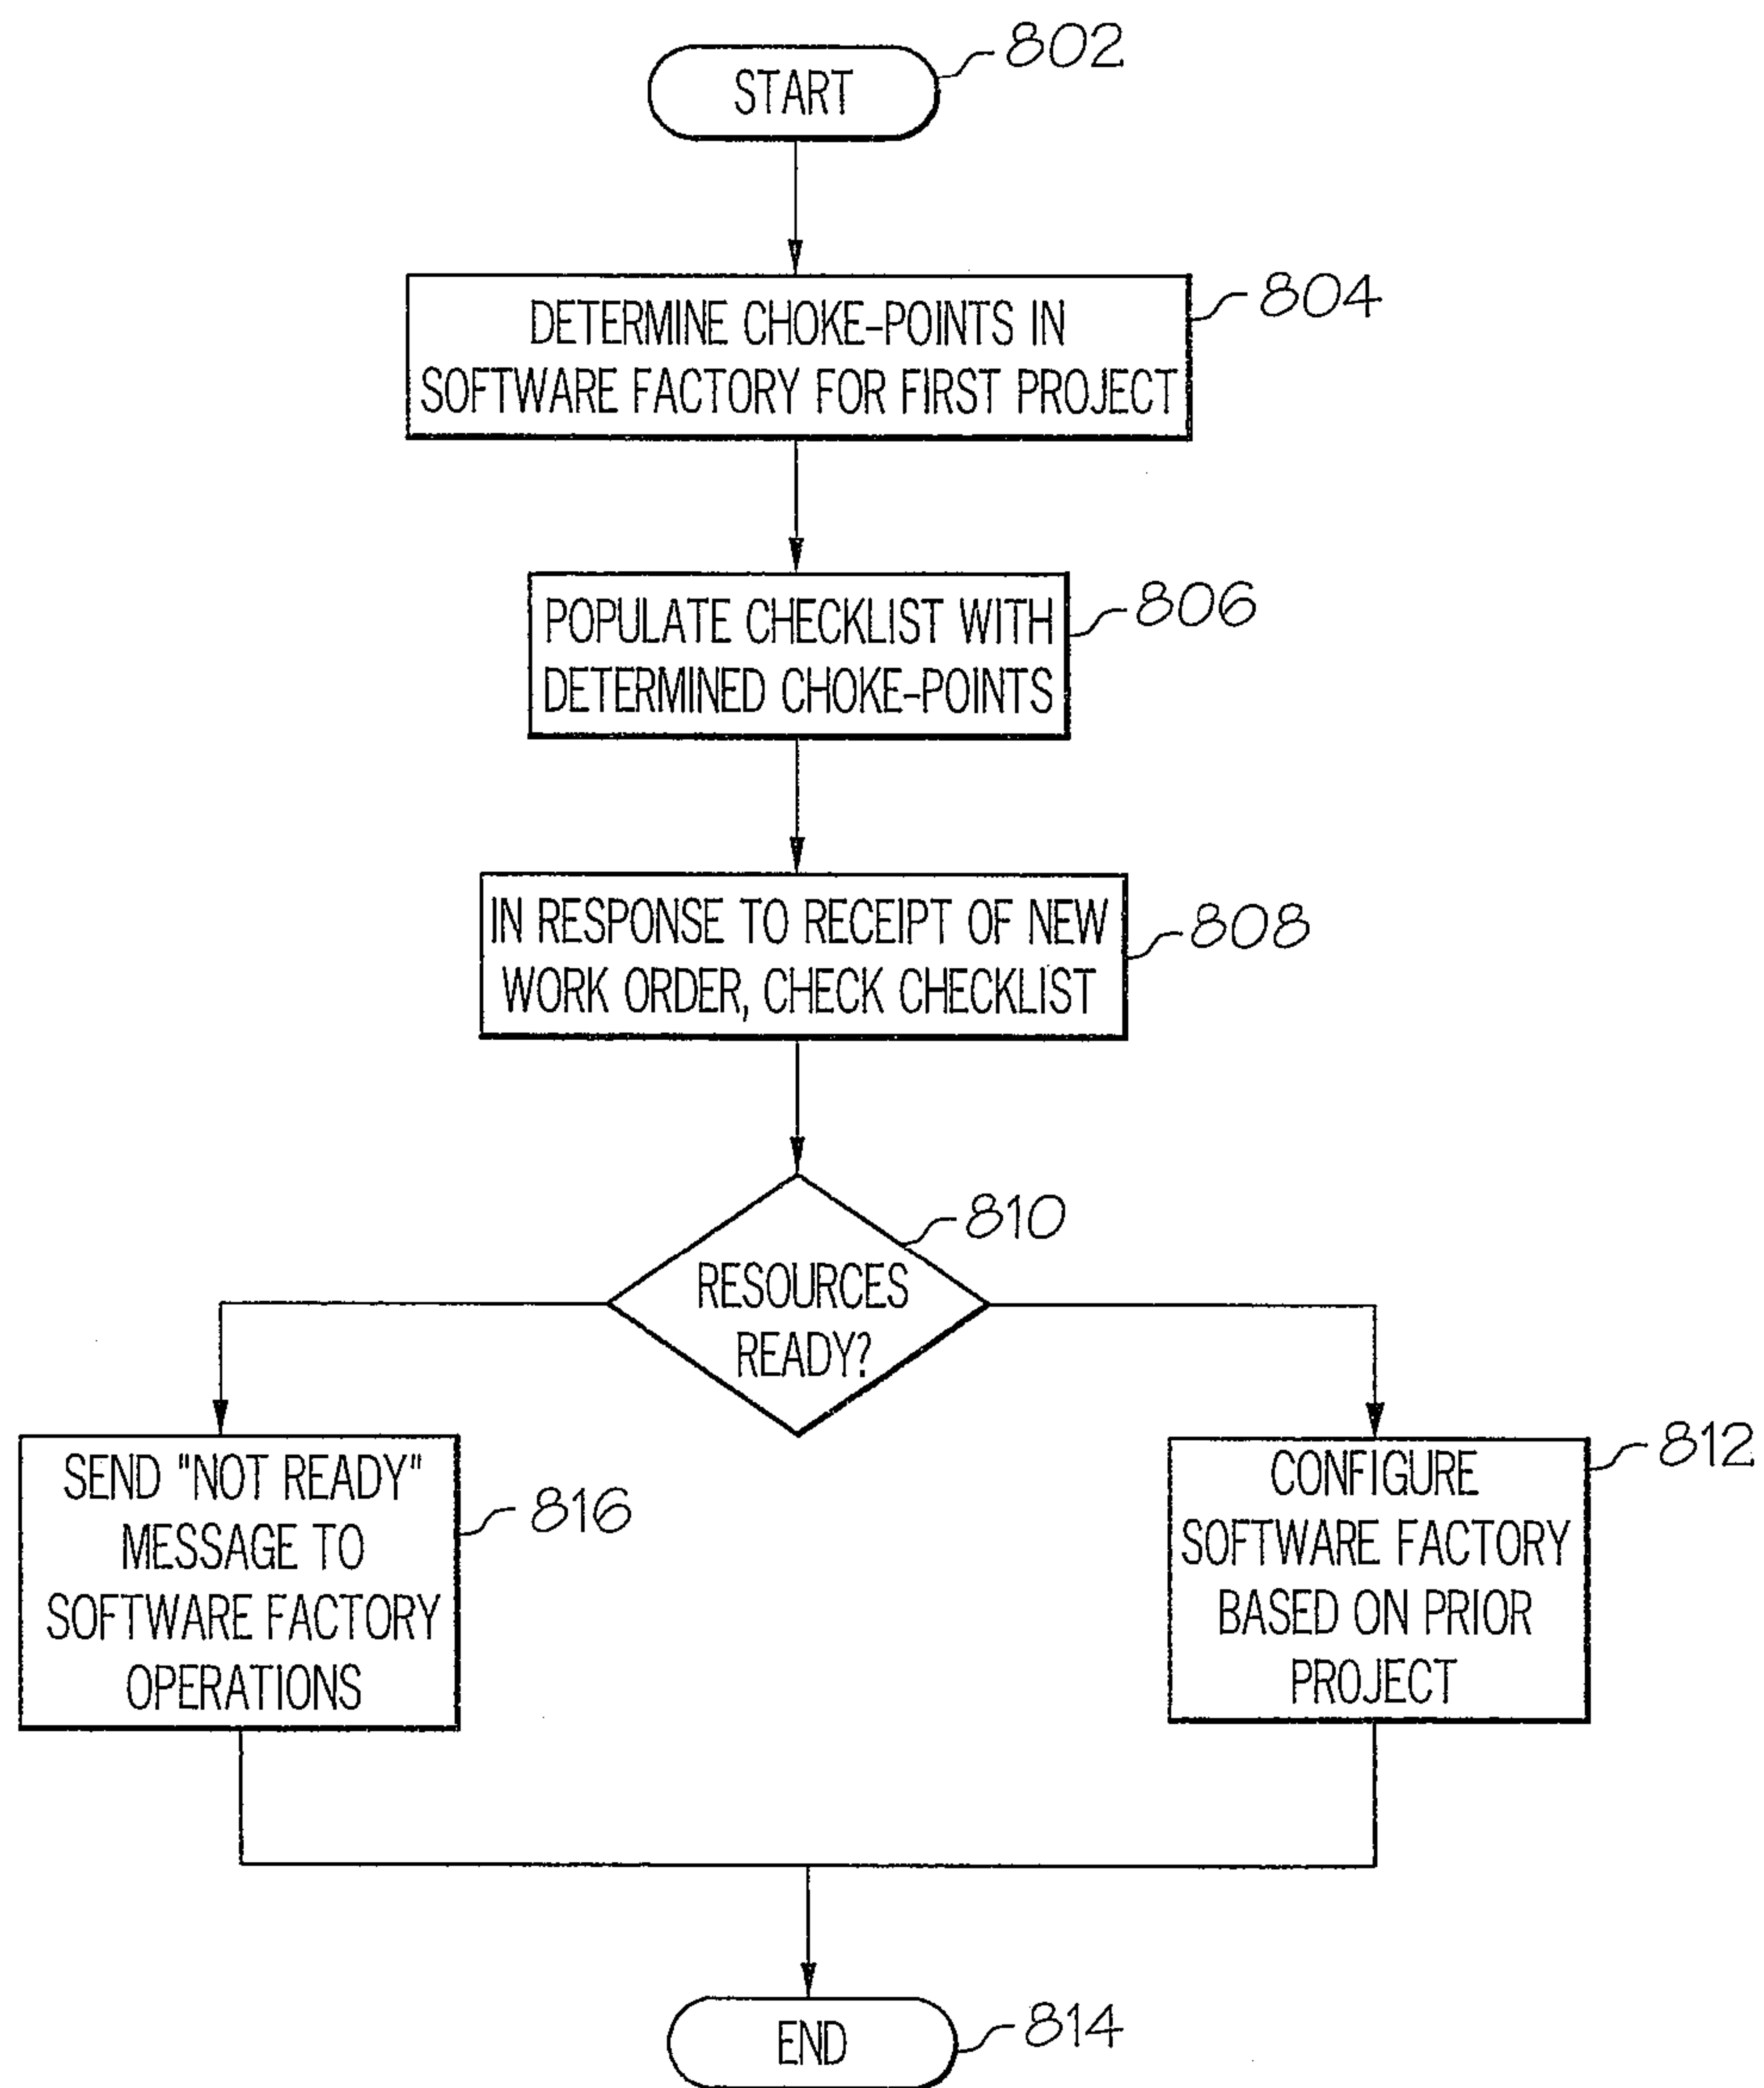 START
802
DETERMINE CHOKE-POINTS IN
SOFTWARE FACTORY FOR FIRST PROJECT
804
POPULATE CHECKLIST WITH
DETERMINED CHOKE-POINTS
806
IN RESPONSE TO RECEIPT OF NEW
WORK ORDER, CHECK CHECKLIST
808
RESOURCES
READY?
810
SEND "NOT READY"
MESSAGE TO
SOFTWARE FACTORY
OPERATIONS
816
CONFIGURE
SOFTWARE FACTORY
BASED ON PRIOR
PROJECT
812
END
814